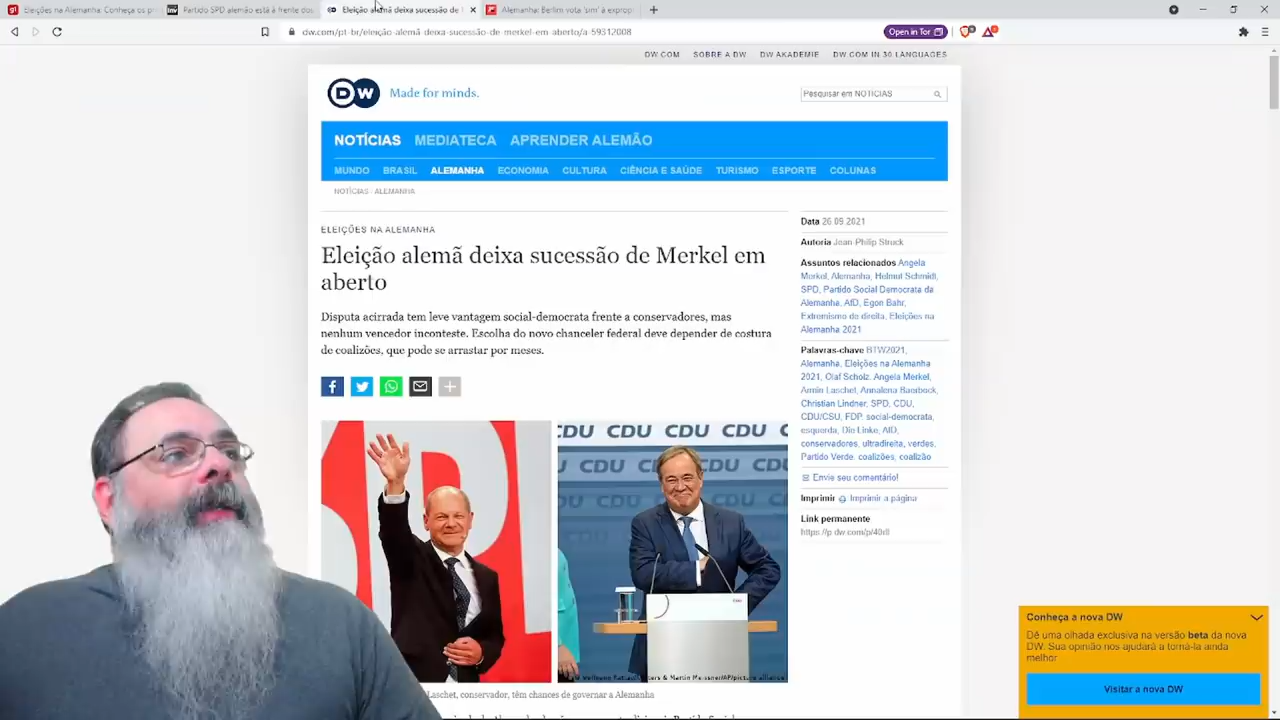 Eleições na Alemanha: Conheça os pri
Partido SPD alemão está à frente dos
Eleição alemã deixa sucessão de M
Alemanha: Berlim vota 'sim' à exprop
dw.com/pt-br/eleição-alemã-deixa-sucessão-de-merkel-em-aberto/a-59312008
Open in Tor
DW.COM SOBRE A DW DW AKADEMIE DW.COM IN 30 LANGUAGES
DW Made for minds.
Pesquisar em NOTÍCIAS
NOTÍCIAS MEDIATECA APRENDER ALEMÃO
MUNDO BRASIL ALEMANHA ECONOMIA CULTURA CIÊNCIA E SAÚDE TURISMO ESPORTE COLUNAS
NOTÍCIAS / ALEMANHA
ELEIÇÕES NA ALEMANHA
Eleição alemã deixa sucessão de Merkel em
aberto
Disputa acirrada tem leve vantagem social-democrata frente a conservadores, mas
nenhum vencedor inconteste. Escolha do novo chanceler federal deve depender de costura
de coalizões, que pode se arrastar por meses.
CDU CDU CDU CDU
CDU CDU CDU
Laschet, conservador, têm chances de governar a Alemanha
Data 26.09.2021
Autoria Jean-Philip Struck
Assuntos relacionados Angela
Merkel, Alemanha, Helmut Schmidt,
SPD, Partido Social Democrata da
Alemanha, AfD, Egon Bahr,
Extremismo de direita, Eleições na
Alemanha 2021
Palavras-chave BTW2021,
Alemanha, Eleições na Alemanha
2021, Olaf Scholz, Angela Merkel,
Armin Laschet, Annalena Baerbock,
Christian Lindner, SPD, CDU,
CDU/CSU, FDP, social-democrata,
esquerda, Die Linke, AfD,
conservadores, ultradireita, verdes,
Partido Verde, coalizões, coalizão
Envie seu comentário!
Imprimir Imprimir a página
Link permanente
Conheça a nova DW
Dê uma olhada exclusiva na versão beta da nova
DW. Sua opinião nos ajudará a torná-la ainda
melhor
Visitar a nova DW